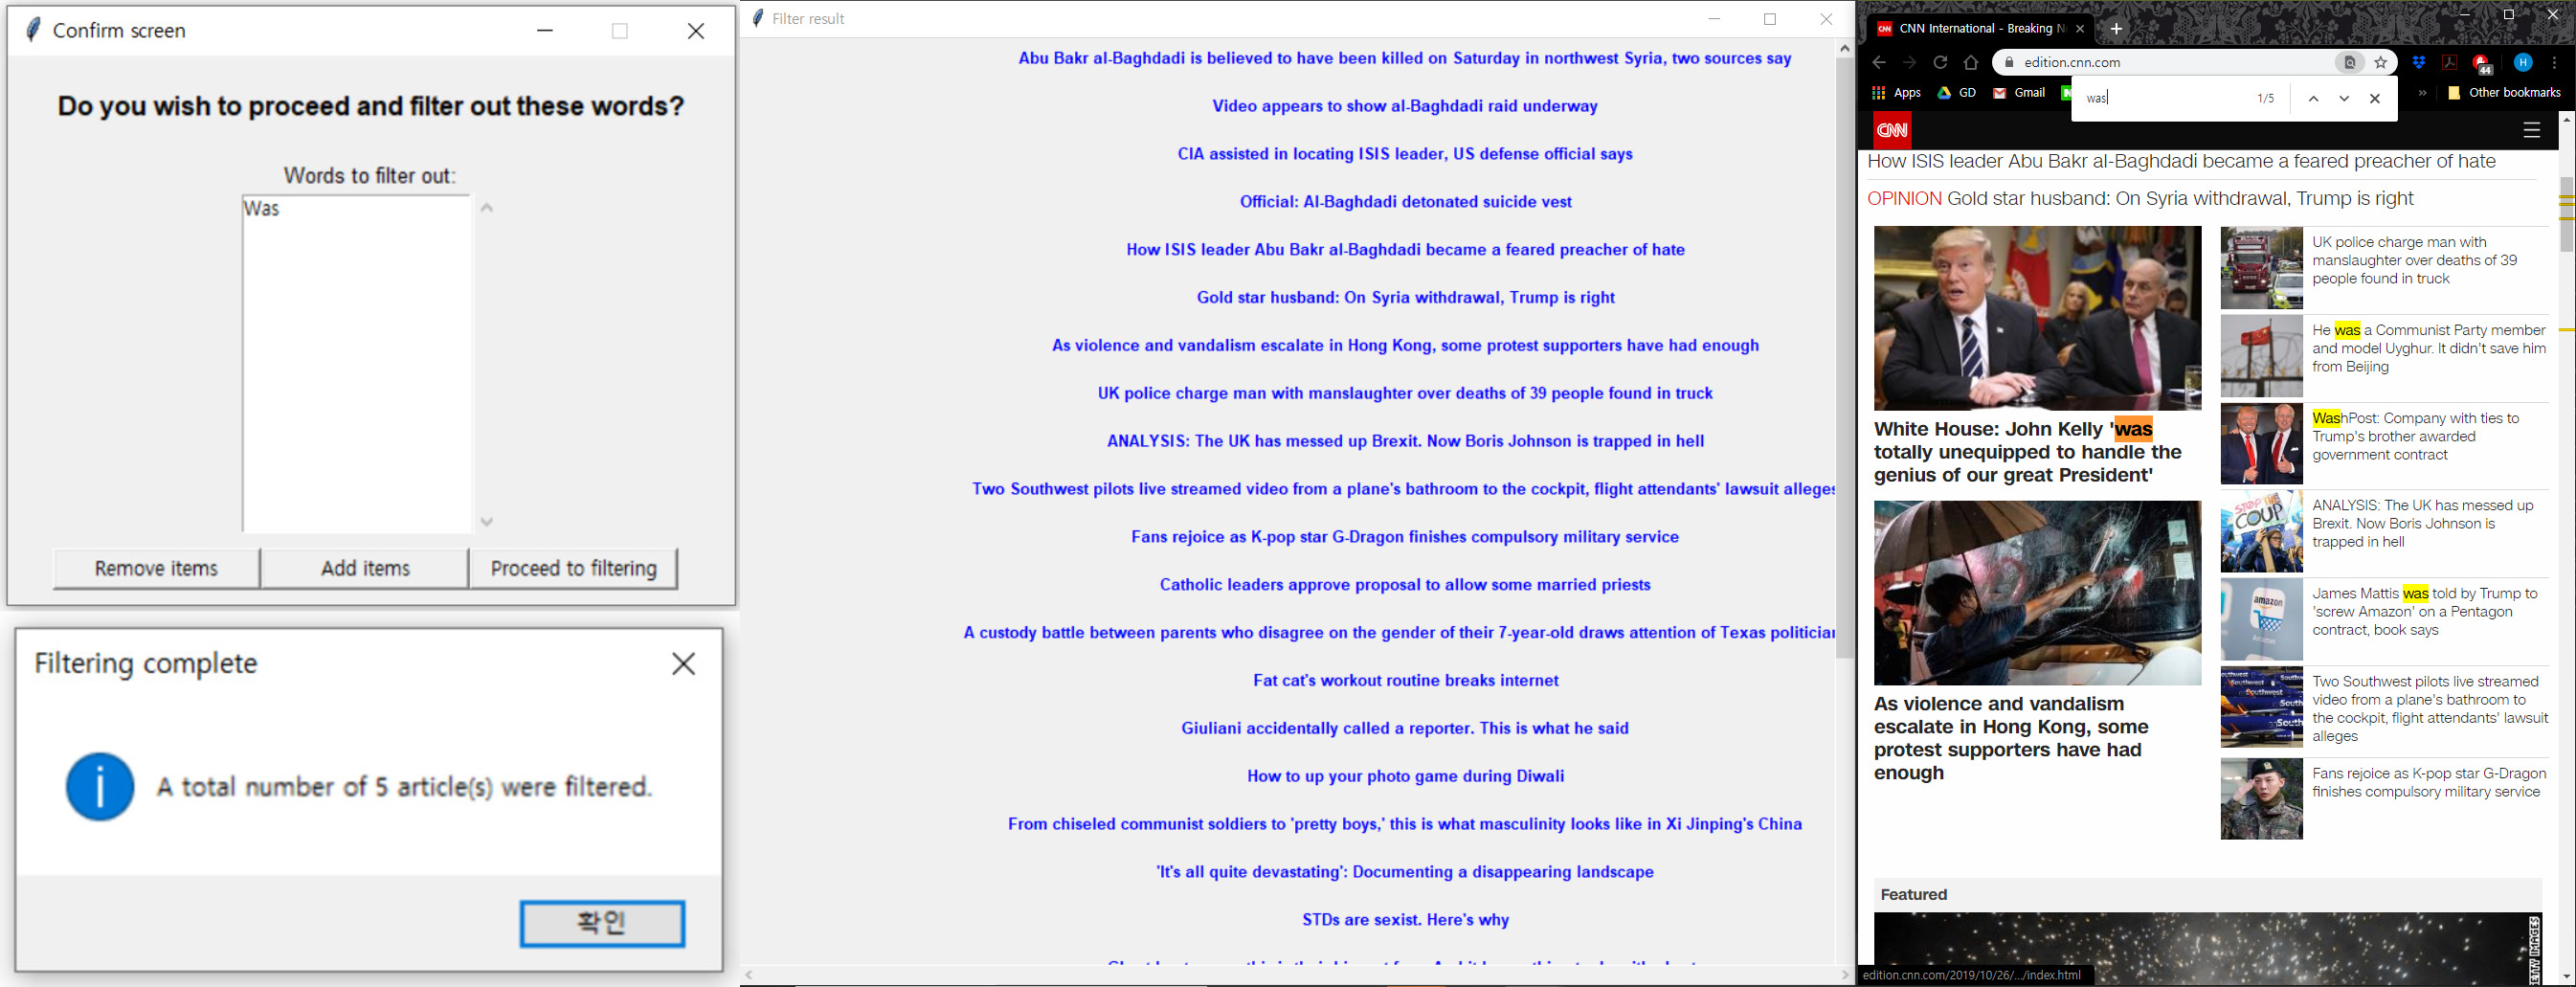 Confirm screen
Do you wish to proceed and filter out these words?
Words to filter out:
Was
Remove items
Add items
Proceed to filtering
Filtering complete
A total number of 5 article(s) were filtered.
확인
Filter result
Abu Bakr al-Baghdadi is believed to have been killed on Saturday in northwest Syria, two sources say
Video appears to show al-Baghdadi raid underway
CIA assisted in locating ISIS leader, US defense official says
Official: Al-Baghdadi detonated suicide vest
How ISIS leader Abu Bakr al-Baghdadi became a feared preacher of hate
Gold star husband: On Syria withdrawal, Trump is right
As violence and vandalism escalate in Hong Kong, some protest supporters have had enough
UK police charge man with manslaughter over deaths of 39 people found in truck
ANALYSIS: The UK has messed up Brexit. Now Boris Johnson is trapped in hell
Two Southwest pilots live streamed video from a plane's bathroom to the cockpit, flight attendants' lawsuit alleges
Fans rejoice as K-pop star G-Dragon finishes compulsory military service
Catholic leaders approve proposal to allow some married priests
A custody battle between parents who disagree on the gender of their 7-year-old draws attention of Texas politician
Fat cat's workout routine breaks internet
Giuliani accidentally called a reporter. This is what he said
How to up your photo game during Diwali
From chiseled communist soldiers to 'pretty boys,' this is what masculinity looks like in Xi Jinping's China
'It's all quite devastating': Documenting a disappearing landscape
STDs are sexist. Here's why
CNN International - Breaking N
edition.cnn.com
44
H
Apps
GD
Gmail
N
»
Other bookmarks
was
1/5
CNN
How ISIS leader Abu Bakr al-Baghdadi became a feared preacher of hate
OPINION Gold star husband: On Syria withdrawal, Trump is right
White House: John Kelly 'was
totally unequipped to handle the
genius of our great President'
As violence and vandalism
escalate in Hong Kong, some
protest supporters have had
enough
UK police charge man with
manslaughter over deaths of 39
people found in truck
He was a Communist Party member
and model Uyghur. It didn't save him
from Beijing
WashPost: Company with ties to
Trump's brother awarded
government contract
STOP THE
COUP
ANALYSIS: The UK has messed up
Brexit. Now Boris Johnson is
trapped in hell
amazon
James Mattis was told by Trump to
'screw Amazon' on a Pentagon
contract, book says
Southwest
Two Southwest pilots live streamed
video from a plane's bathroom to
the cockpit, flight attendants' lawsuit
alleges
Fans rejoice as K-pop star G-Dragon
finishes compulsory military service
Featured
ETTY IMAGES
edition.cnn.com/2019/10/26/.../index.html